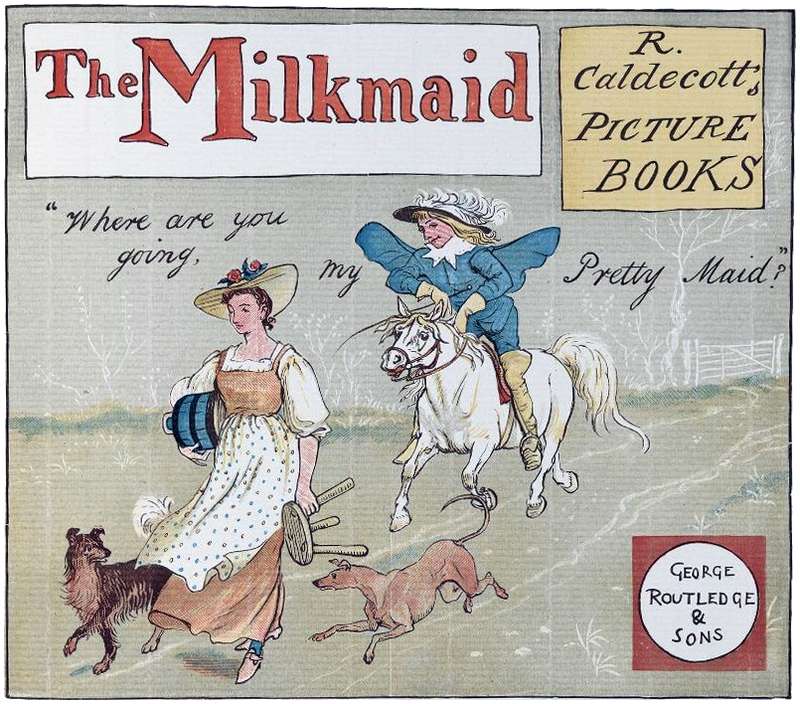 The Milkmaid
R.
Caldecott's
PICTURE
BOOKS
"Where are you
going,
my
Pretty Maid?"
GEORGE
ROUTLEDGE
&
SONS